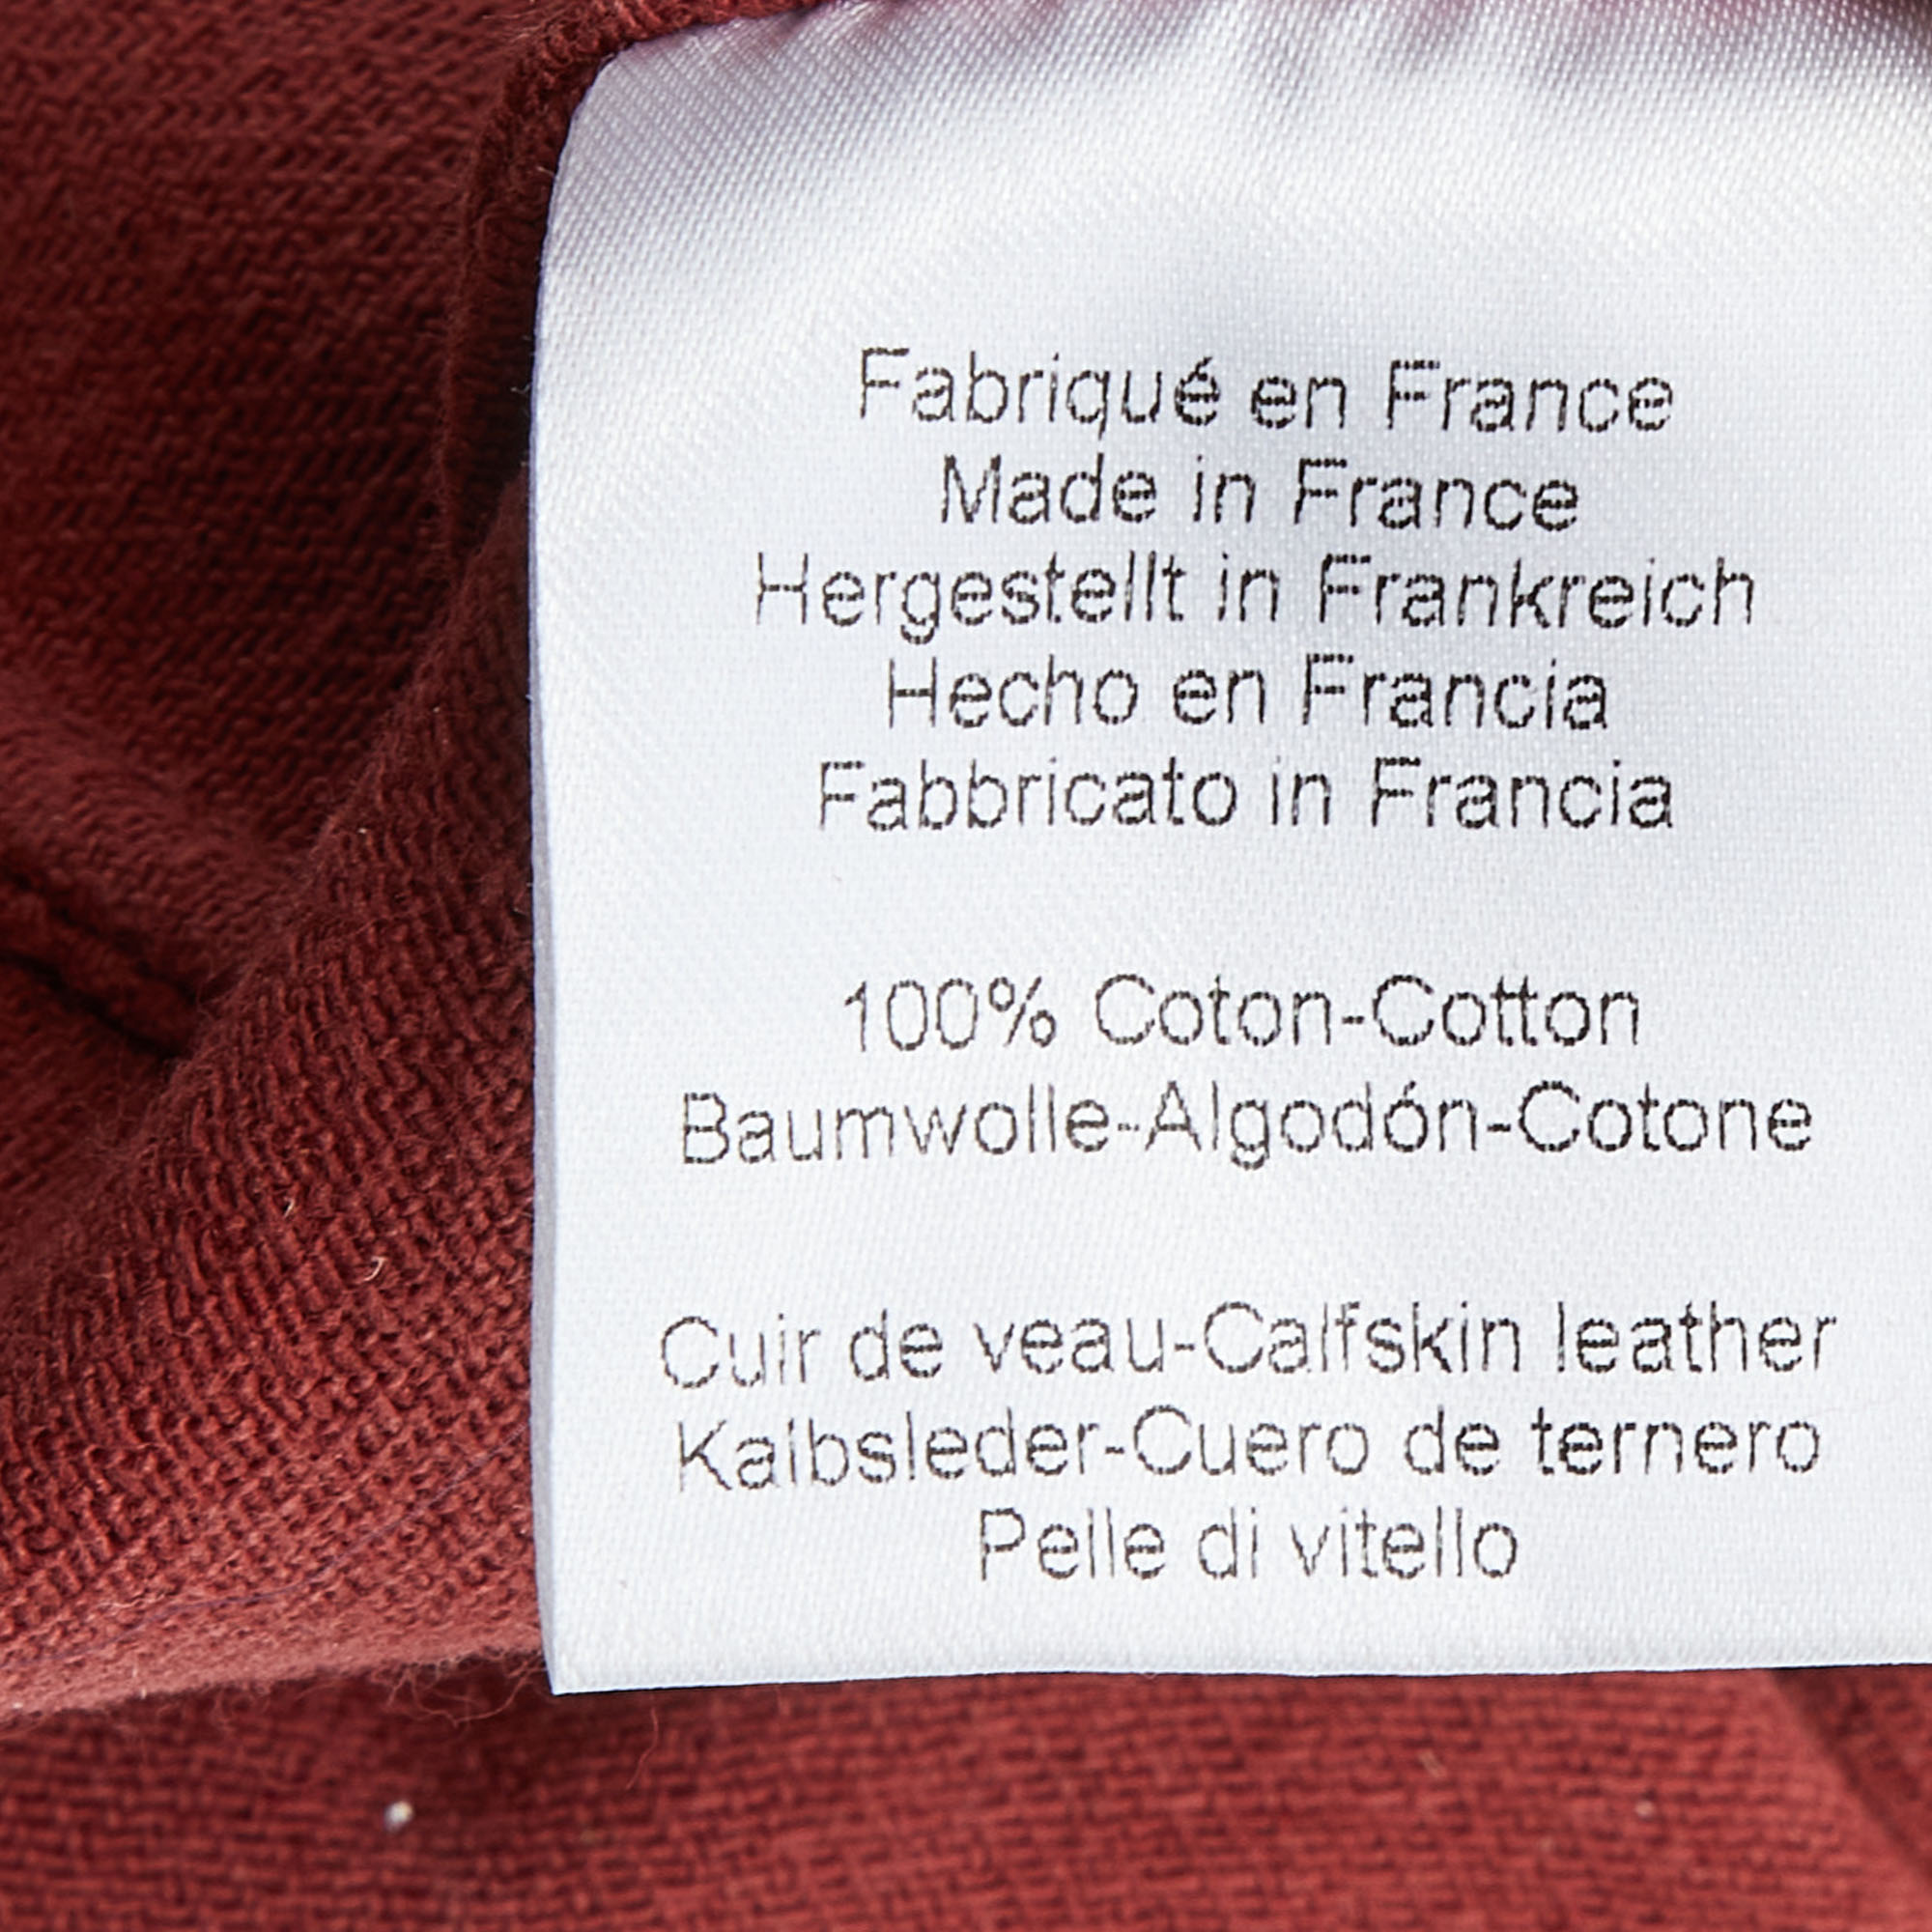 Fabriqué en France
Made in France
Hergestellt in Frankreich
Hecho en Francia
Fabbricato in Francia
100% Coton-Cotton
Baumwolle-Algodón-Cotone
Cuir de veau-Calfskin leather
Kalbsleder-Cuero de ternero
Pelle di vitello